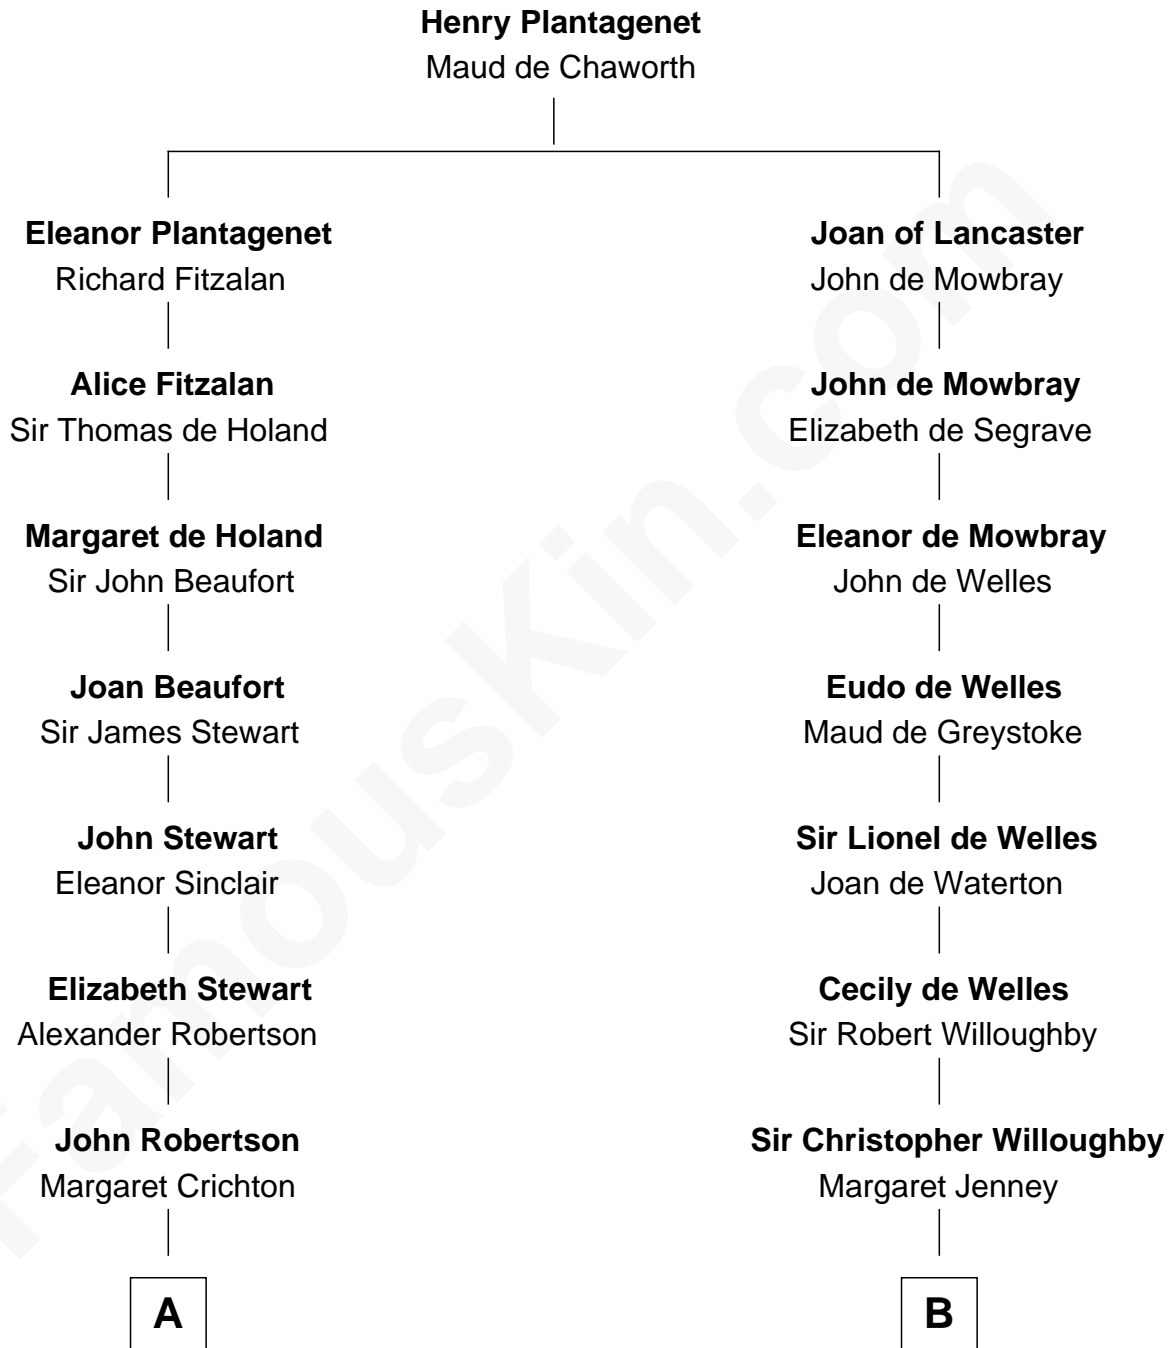 Henry Plantagenet
Maud de Chaworth
Eleanor Plantagenet
Richard Fitzalan
Joan of Lancaster
John de Mowbray
Alice Fitzalan
Sir Thomas de Holand
John de Mowbray
Elizabeth de Segrave
Margaret de Holand
Sir John Beaufort
Eleanor de Mowbray
John de Welles
Joan Beaufort
Sir James Stewart
Eudo de Welles
Maud de Greystoke
John Stewart
Eleanor Sinclair
Sir Lionel de Welles
Joan de Waterton
Elizabeth Stewart
Alexander Robertson
Cecily de Welles
Sir Robert Willoughby
John Robertson
Margaret Crichton
Sir Christopher Willoughby
Margaret Jenney
A
B
FamousKin.com